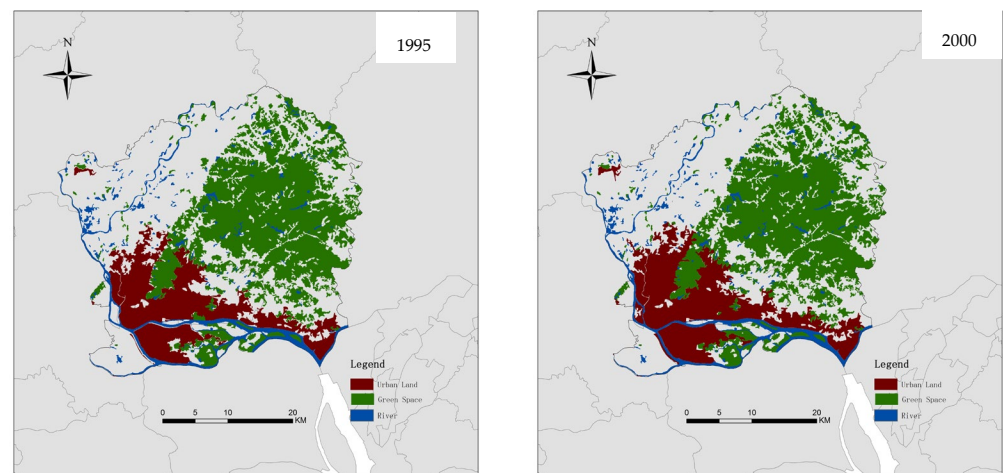 1995
N
Legend
Urban Land
Green Space
River
0 5 10 20
KM
2000
N
Legend
Urban Land
Green Space
River
0 5 10 20
KM